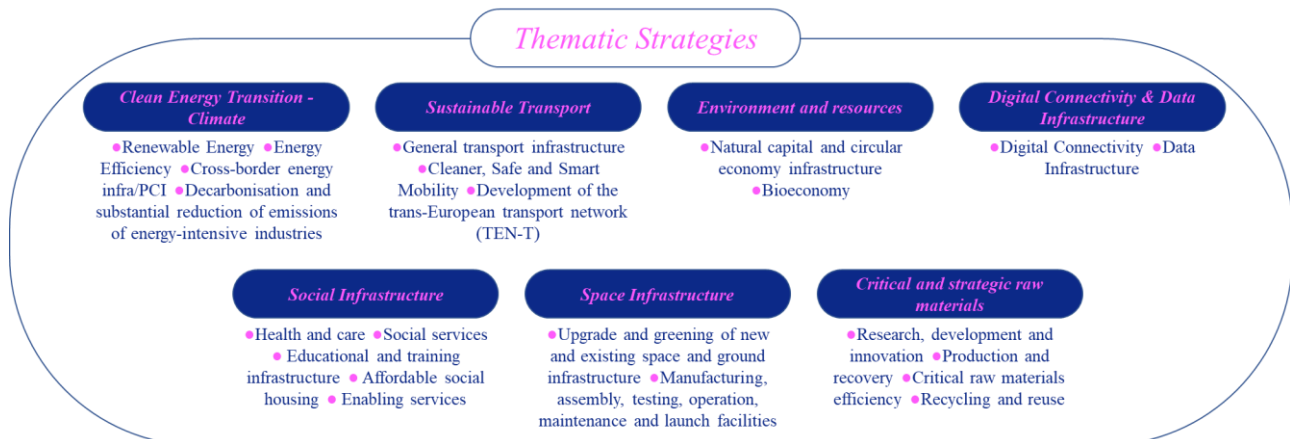 Thematic Strategies
Clean Energy Transition -
Climate
●Renewable Energy ●Energy
Efficiency ●Cross-border energy
infra/PCI ●Decarbonisation and
substantial reduction of emissions
of energy-intensive industries
Sustainable Transport
●General transport infrastructure
●Cleaner, Safe and Smart
Mobility ●Development of the
trans-European transport network
(TEN-T)
Environment and resources
●Natural capital and circular
economy infrastructure
●Bioeconomy
Digital Connectivity & Data
Infrastructure
●Digital Connectivity ●Data
Infrastructure
Social Infrastructure
●Health and care ●Social services
●Educational and training
infrastructure ●Affordable social
housing ●Enabling services
Space Infrastructure
●Upgrade and greening of new
and existing space and ground
infrastructure ●Manufacturing,
assembly, testing, operation,
maintenance and launch facilities
Critical and strategic raw
materials
●Research, development and
innovation ●Production and
recovery ●Critical raw materials
efficiency ●Recycling and reuse